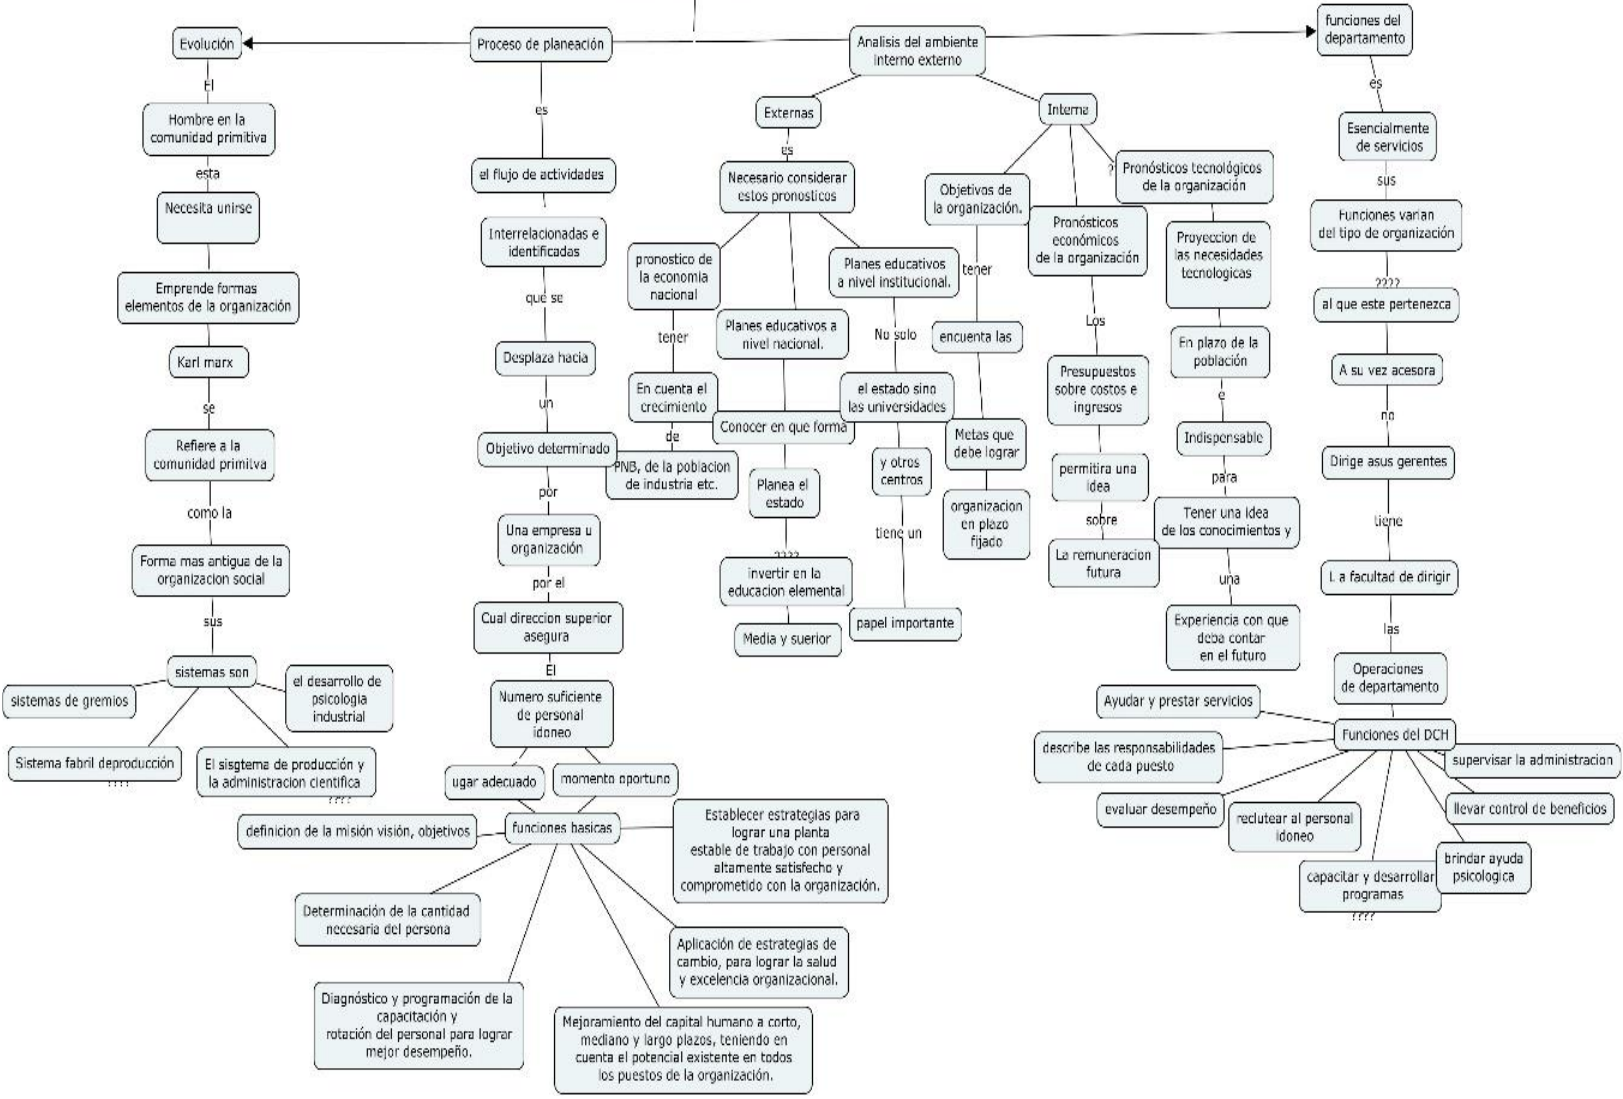 Evolución
El
Hombre en la
comunidad primitiva
esta
Necesita unirse
Emprende formas
elementos de la organización
Karl marx
se
Refiere a la
comunidad primitva
como la
Forma mas antigua de la
organizacion social
sus
sistemas son
sistemas de gremios
el desarrollo de
psicologia
industrial
Sistema fabril deproducción
????
El sisgtema de producción y
la administracion cientifica
????
Proceso de planeación
es
el flujo de actividades
Interrelacionadas e
identificadas
que se
Desplaza hacia
un
Objetivo determinado
por
Una empresa u
organización
por el
Cual direccion superior
asegura
El
Numero suficiente
de personal
idoneo
ugar adecuado
momento oportuno
funciones basicas
definicion de la misión visión, objetivos
Establecer estrategias para
lograr una planta
estable de trabajo con personal
altamente satisfecho y
comprometido con la organización.
Determinación de la cantidad
necesaria del persona
Aplicación de estrategias de
cambio, para lograr la salud
y excelencia organizacional.
Diagnóstico y programación de la
capacitación y
rotación del personal para lograr
mejor desempeño.
Mejoramiento del capital humano a corto,
mediano y largo plazos, teniendo en
cuenta el potencial existente en todos
los puestos de la organización.
Analisis del ambiente
interno externo
Externas
es
Necesario considerar
estos pronosticos
pronostico de
la economia
nacional
tener
En cuenta el
crecimiento
de
PNB, de la poblacion
de industria etc.
Planes educativos a
nivel nacional.
Conocer en que forma
Planea el
estado
????
invertir en la
educacion elemental
Media y suerior
Planes educativos
a nivel institucional.
No solo
el estado sino
las universidades
y otros
centros
tiene un
papel importante
Interna
Objetivos de
la organización.
tener
encuenta las
Metas que
debe lograr
organizacion
en plazo
fijado
Pronósticos
económicos
de la organización
Los
Presupuestos
sobre costos e
ingresos
permitira una
idea
sobre
La remuneracion
futura
?
Pronósticos tecnológicos
de la organización
Proyeccion de
las necesidades
tecnologicas
En plazo de la
población
e
Indispensable
para
Tener una idea
de los conocimientos y
una
Experiencia con que
deba contar
en el futuro
funciones del
departamento
es
Esencialmente
de servicios
sus
Funciones varian
del tipo de organización
????
al que este pertenezca
A su vez acesora
no
Dirige asus gerentes
tiene
L a facultad de dirigir
las
Operaciones
de departamento
Funciones del DCH
Ayudar y prestar servicios
describe las responsabilidades
de cada puesto
evaluar desempeño
reclutear al personal
idoneo
capacitar y desarrollar
programas
????
brindar ayuda
psicologica
llevar control de beneficios
supervisar la administracion